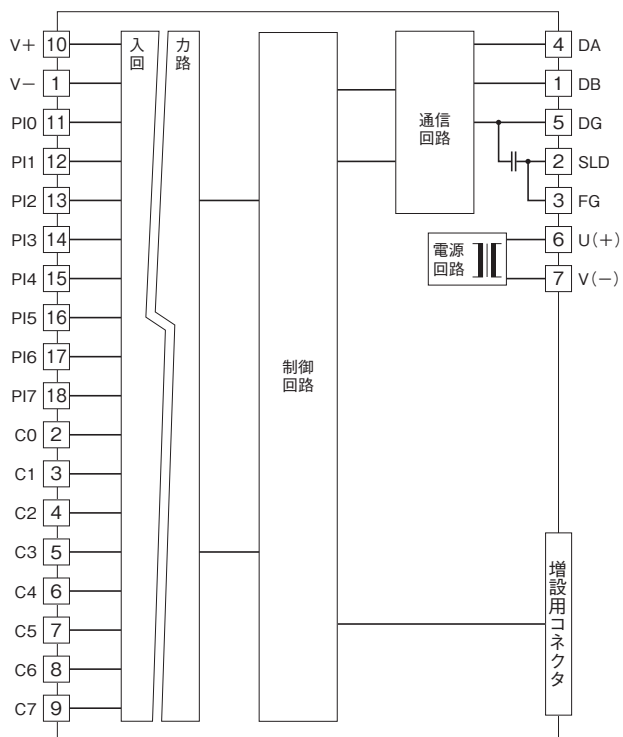 V+ 10
V− 1
PI0 11
PI1 12
PI2 13
PI3 14
PI4 15
PI5 16
PI6 17
PI7 18
C0 2
C1 3
C2 4
C3 5
C4 6
C5 7
C6 8
C7 9
入力
回路
制御
回路
通信
回路
電源
回路
4 DA
1 DB
5 DG
2 SLD
3 FG
6 U(+)
7 V(−)
増設用コネクタ